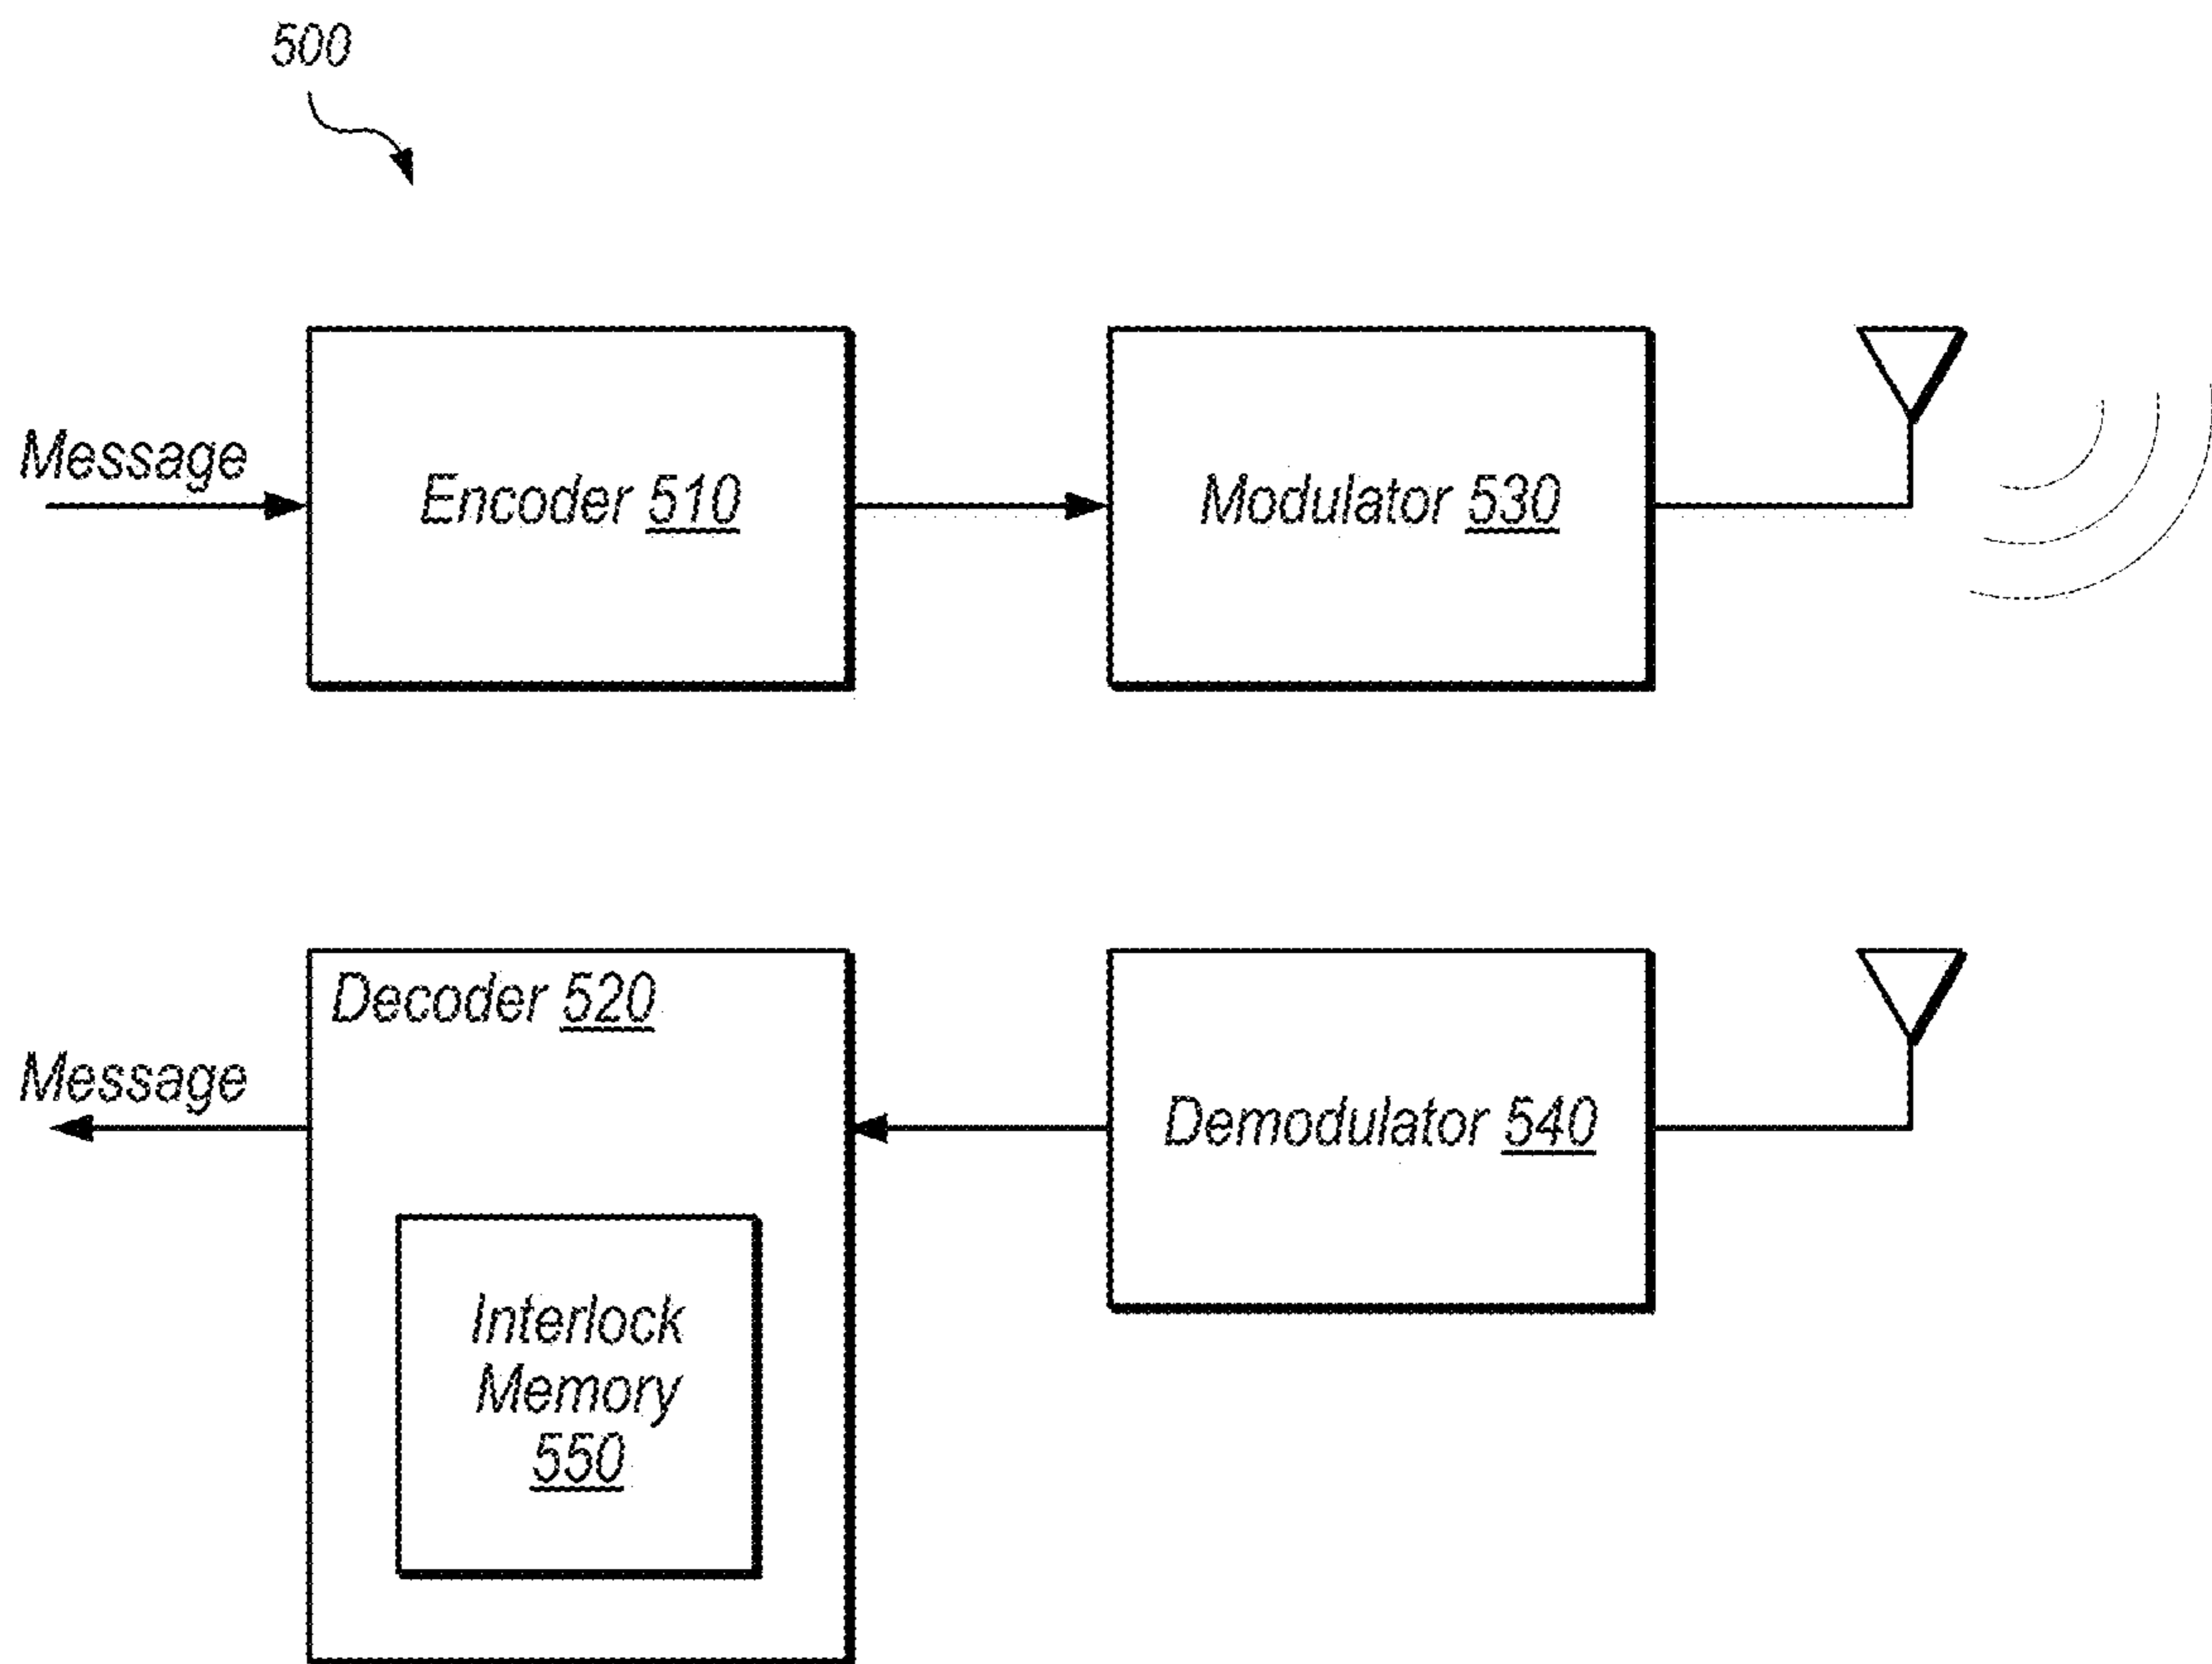 500
Message
Encoder 510
Modulator 530
Decoder 520
Message
Demodulator 540
Interlock
Memory
550